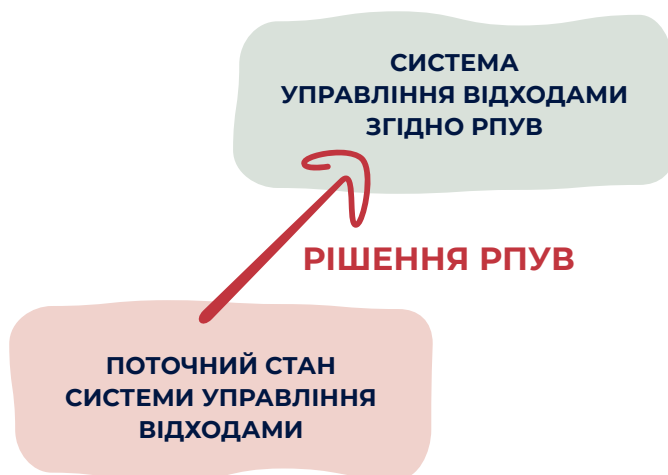 СИСТЕМА
УПРАВЛІННЯ ВІДХОДАМИ
ЗГІДНО РПУВ
РІШЕННЯ РПУВ
ПОТОЧНИЙ СТАН
СИСТЕМИ УПРАВЛІННЯ
ВІДХОДАМИ